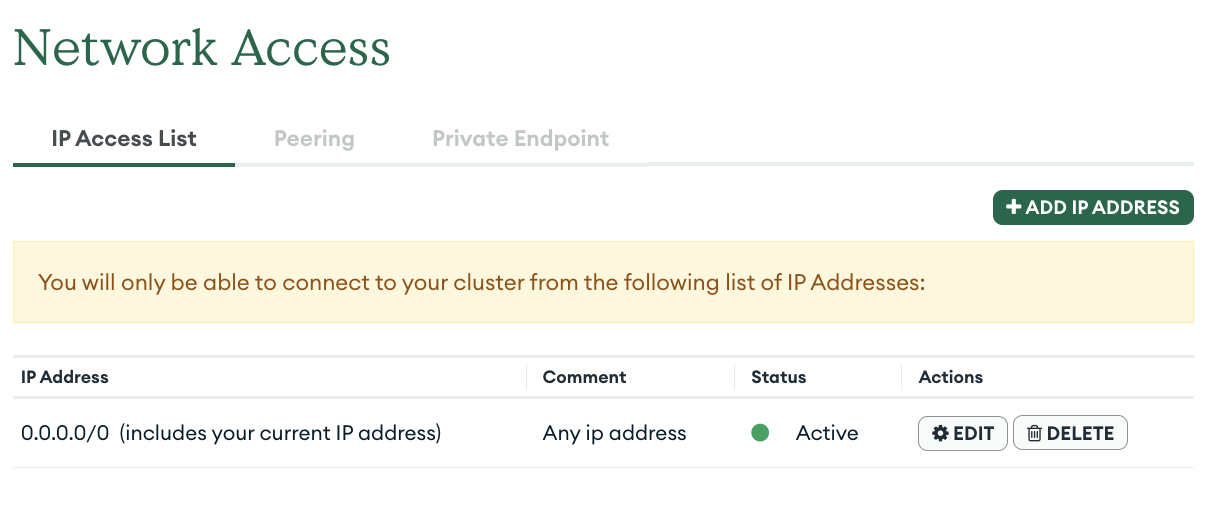 Network Access
IP Access List Peering Private Endpoint
+ ADD IP ADDRESS
You will only be able to connect to your cluster from the following list of IP Addresses:
IP Address Comment Status Actions
0.0.0.0/0 (includes your current IP address) Any ip address Active EDIT DELETE